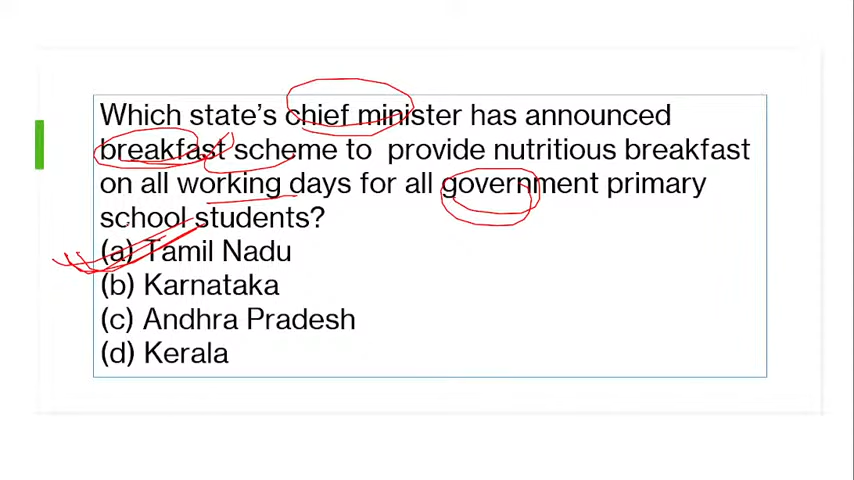 Which state's chief minister has announced
breakfast scheme to provide nutritious breakfast
on all working days for all government primary
school students?
(a) Tamil Nadu
(b) Karnataka
(c) Andhra Pradesh
(d) Kerala